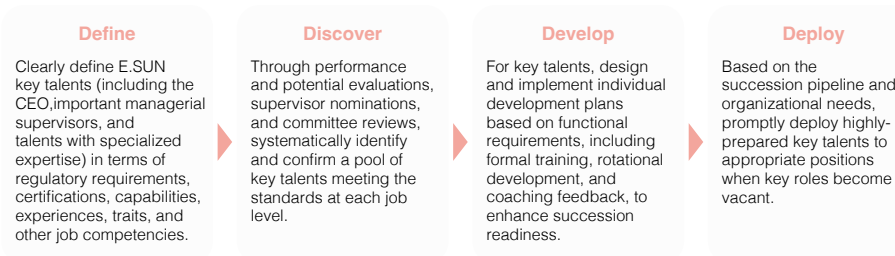 Define
Clearly define E.SUN
key talents (including the
CEO,important managerial
supervisors, and
talents with specialized
expertise) in terms of
regulatory requirements,
certifications, capabilities,
experiences, traits, and
other job competencies.
Discover
Through performance
and potential evaluations,
supervisor nominations,
and committee reviews,
systematically identify
and confirm a pool of
key talents meeting the
standards at each job
level.
Develop
For key talents, design
and implement individual
development plans
based on functional
requirements, including
formal training, rotational
development, and
coaching feedback, to
enhance succession
readiness.
Deploy
Based on the
succession pipeline and
organizational needs,
promptly deploy highly-
prepared key talents to
appropriate positions
when key roles become
vacant.